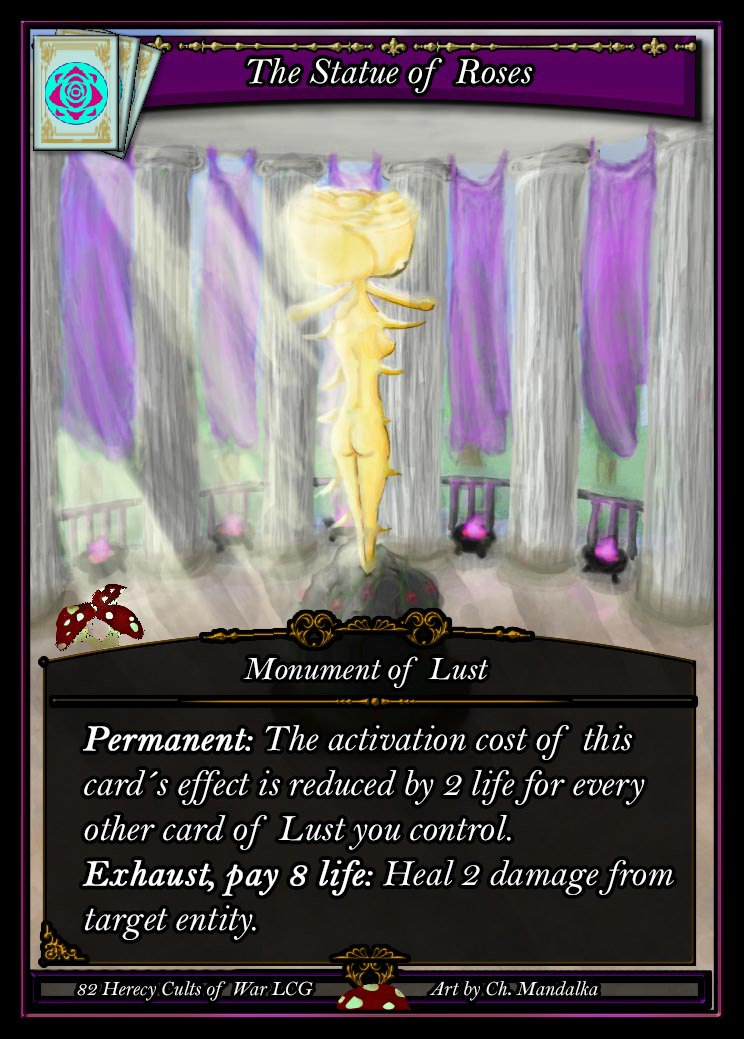 The Statue of Roses
Monument of Lust
Permanent: The activation cost of this
card´s effect is reduced by 2 life for every
other card of Lust you control.
Exhaust, pay 8 life: Heal 2 damage from
target entity.
82 Herecy Cults of War LCG
Art by Ch. Mandalka